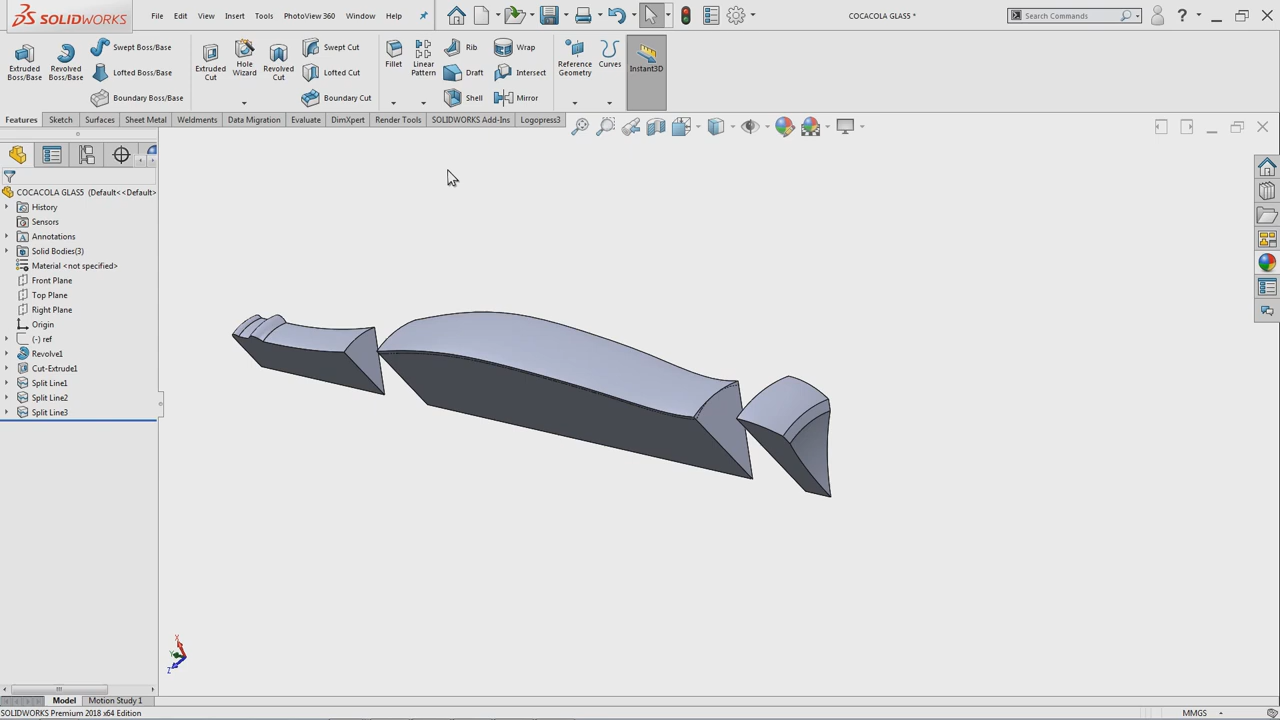 SOLIDWORKS File Edit View Insert Tools PhotoView 360 Window Help COCACOLA GLAS5 * Search Commands ?
Extruded Boss/Base
Revolved Boss/Base
Swept Boss/Base
Lofted Boss/Base
Boundary Boss/Base
Extruded Cut
Hole Wizard
Revolved Cut
Swept Cut
Lofted Cut
Boundary Cut
Fillet
Linear Pattern
Rib
Draft
Shell
Wrap
Intersect
Mirror
Reference Geometry
Curves
Instant3D
Features Sketch Surfaces Sheet Metal Weldments Data Migration Evaluate DimXpert Render Tools SOLIDWORKS Add-Ins Logopress3
COCACOLA GLAS5 (Default<<Default>
History
Sensors
Annotations
Solid Bodies(3)
Material <not specified>
Front Plane
Top Plane
Right Plane
Origin
(-) ref
Revolve1
Cut-Extrude1
Split Line1
Split Line2
Split Line3
X
Y
Z
Model Motion Study 1
SOLIDWORKS Premium 2018 x64 Edition MMGS